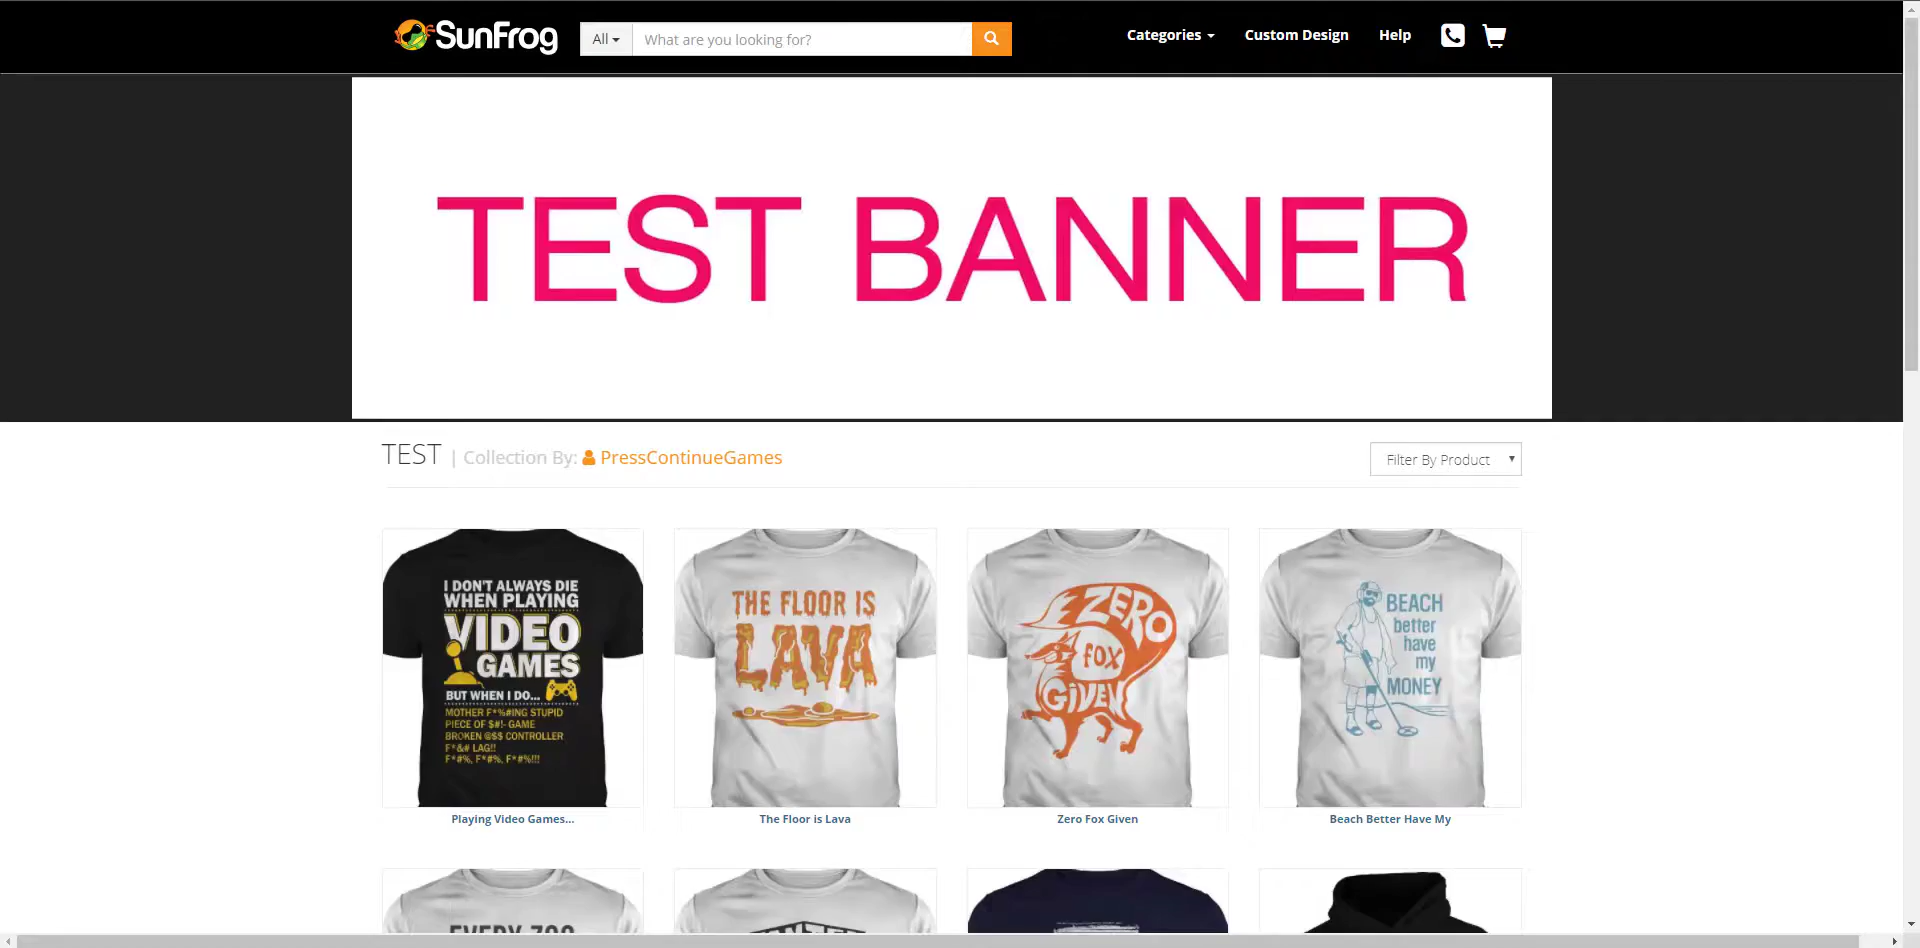 SunFrog
All
What are you looking for?
Categories
Custom Design
Help
TEST BANNER
TEST | Collection By: PressContinueGames
Filter By Product
I DON'T ALWAYS DIE
WHEN PLAYING
VIDEO
GAMES
BUT WHEN I DO...
MOTHER F*%#ING STUPID
PIECE OF $#!- GAME
BROKEN @$$ CONTROLLER
F*&# LAG!!
F*#%, F*#%, F*#%!!!
THE FLOOR IS
LAVA
ZERO
FOX
GIVEN
BEACH
better
have
my
MONEY
Playing Video Games...
The Floor is Lava
Zero Fox Given
Beach Better Have My